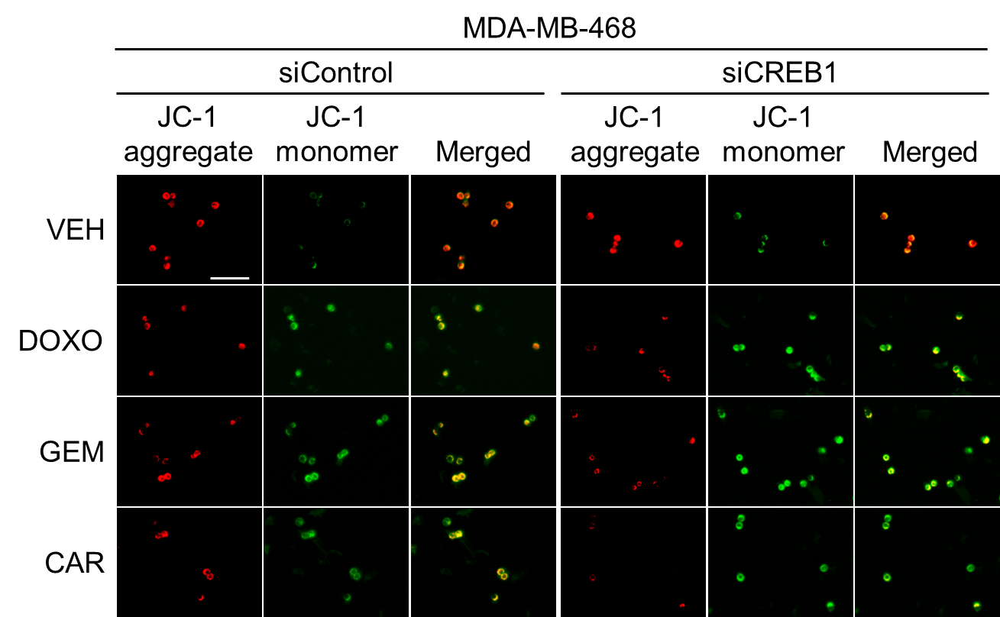 MDA-MB-468
siControl
siCREB1
JC-1
aggregate
JC-1
monomer
Merged
JC-1
aggregate
JC-1
monomer
Merged
VEH
DOXO
GEM
CAR